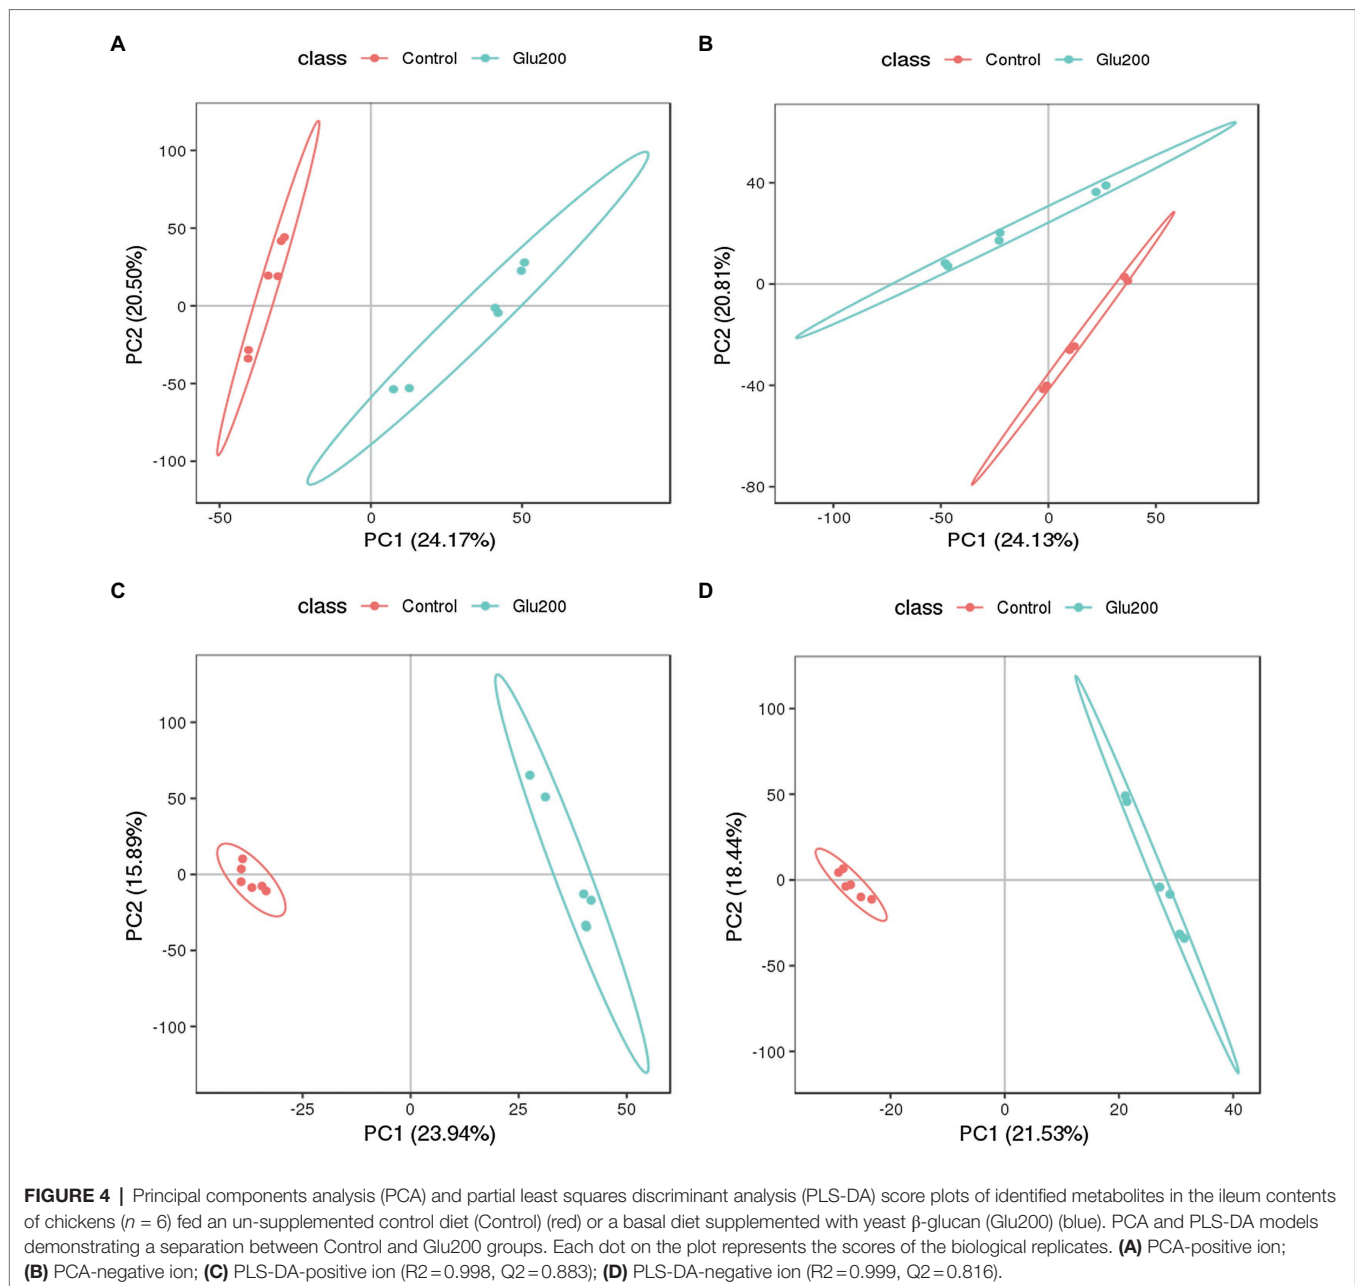 A
class Control Glu200
100
50
0
-50
-100
PC2 (20.50%)
-50 0 50
PC1 (24.17%)
B
class Control Glu200
40
0
-40
-80
PC2 (20.81%)
-100 -50 0 50
PC1 (24.13%)
C
class Control Glu200
100
50
0
-50
-100
PC2 (15.89%)
-25 0 25 50
PC1 (23.94%)
D
class Control Glu200
100
50
0
-50
-100
PC2 (18.44%)
-20 0 20 40
PC1 (21.53%)
FIGURE 4 | Principal components analysis (PCA) and partial least squares discriminant analysis (PLS-DA) score plots of identified metabolites in the ileum contents
of chickens (n = 6) fed an un-supplemented control diet (Control) (red) or a basal diet supplemented with yeast β-glucan (Glu200) (blue). PCA and PLS-DA models
demonstrating a separation between Control and Glu200 groups. Each dot on the plot represents the scores of the biological replicates. (A) PCA-positive ion;
(B) PCA-negative ion; (C) PLS-DA-positive ion (R2=0.998, Q2=0.883); (D) PLS-DA-negative ion (R2=0.999, Q2=0.816).